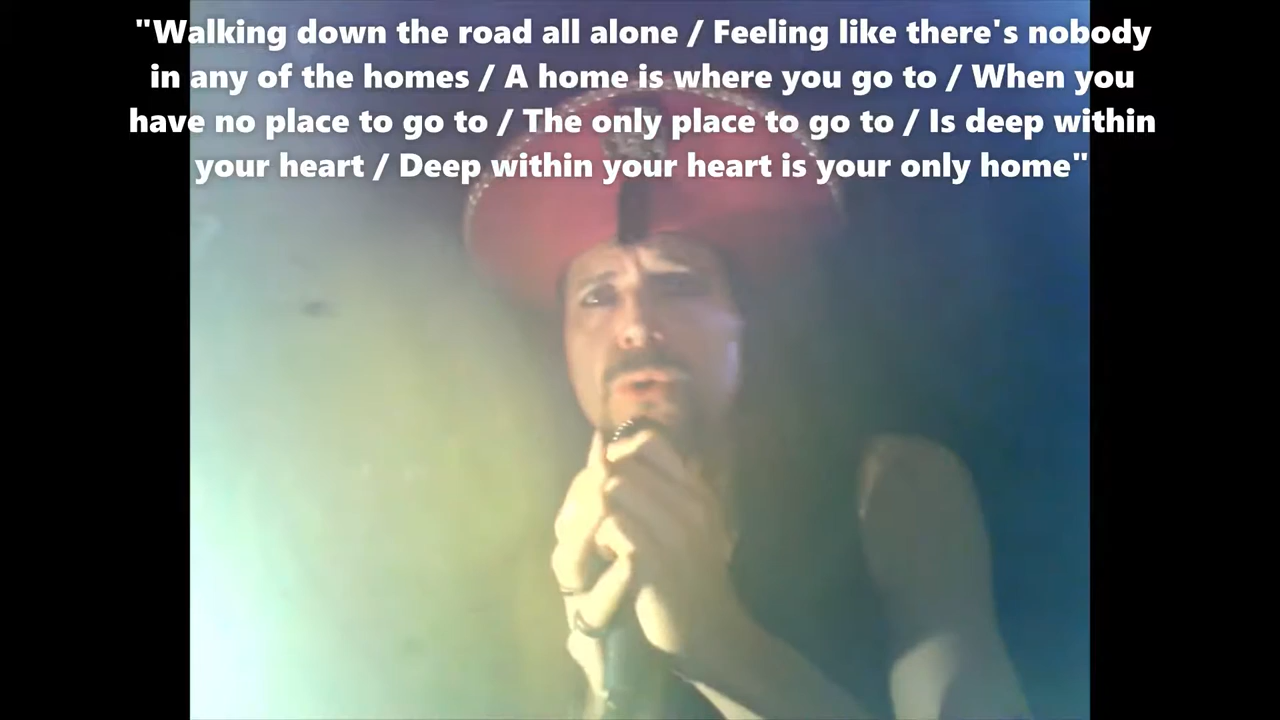 "Walking down the road all alone / Feeling like there's nobody
in any of the homes / A home is where you go to / When you
have no place to go to / The only place to go to / Is deep within
your heart / Deep within your heart is your only home"